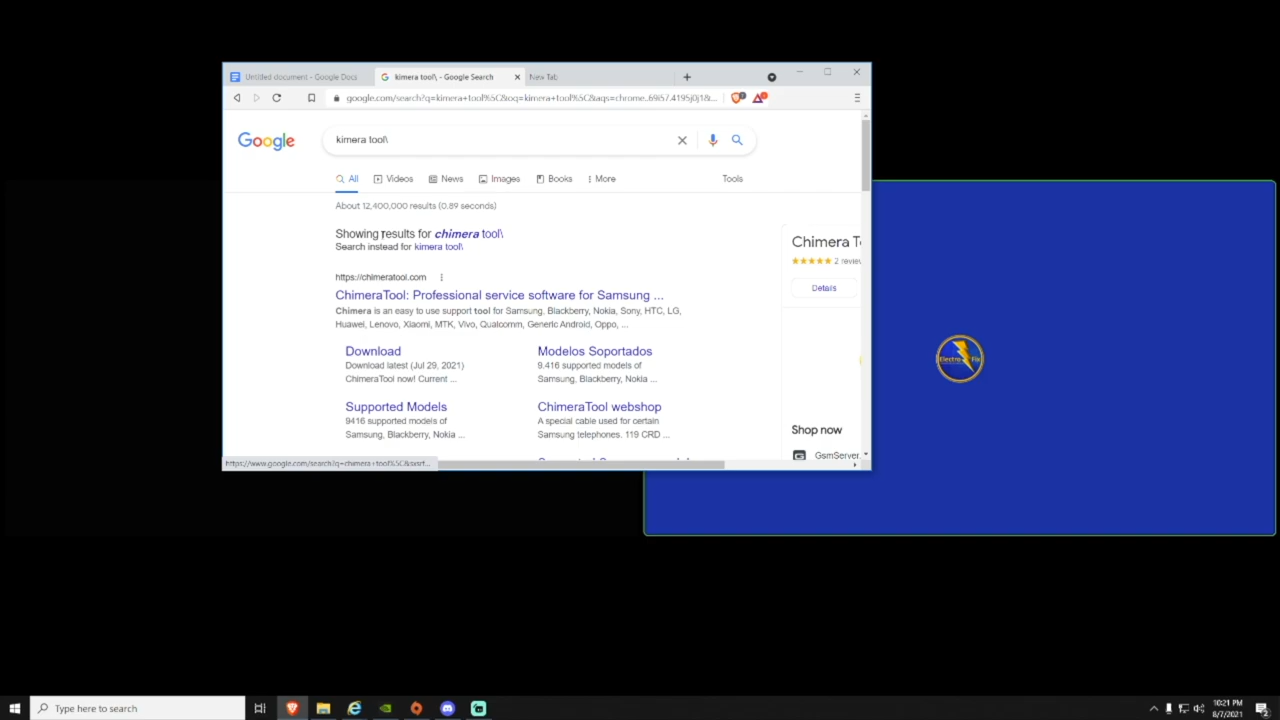 Untitled document - Google Docs
kimera tool\ - Google Search
New Tab
google.com/search?q=kimera+tool%5C&oq=kimera+tool%5C&aqs=chrome..69i57.4195j0j1&...
Google
kimera tool\
All
Videos
News
Images
Books
More
Tools
About 12,400,000 results (0.89 seconds)
Showing results for chimera tool\
Search instead for kimera tool\
https://chimeratool.com
ChimeraTool: Professional service software for Samsung ...
Chimera is an easy to use support tool for Samsung, Blackberry, Nokia, Sony, HTC, LG,
Huawei, Lenovo, Xiaomi, MTK, Vivo, Qualcomm, Generic Android, Oppo, ...
Download
Download latest (Jul 29, 2021)
ChimeraTool now! Current ...
Modelos Soportados
9.416 supported models of
Samsung, Blackberry, Nokia ...
Supported Models
9416 supported models of
Samsung, Blackberry, Nokia ...
ChimeraTool webshop
A special cable used for certain
Samsung telephones. 119 CRD ...
Chimera T
2 review
Details
Shop now
GsmServer
Electro Fix
Type here to search
10:21 PM
8/7/2021